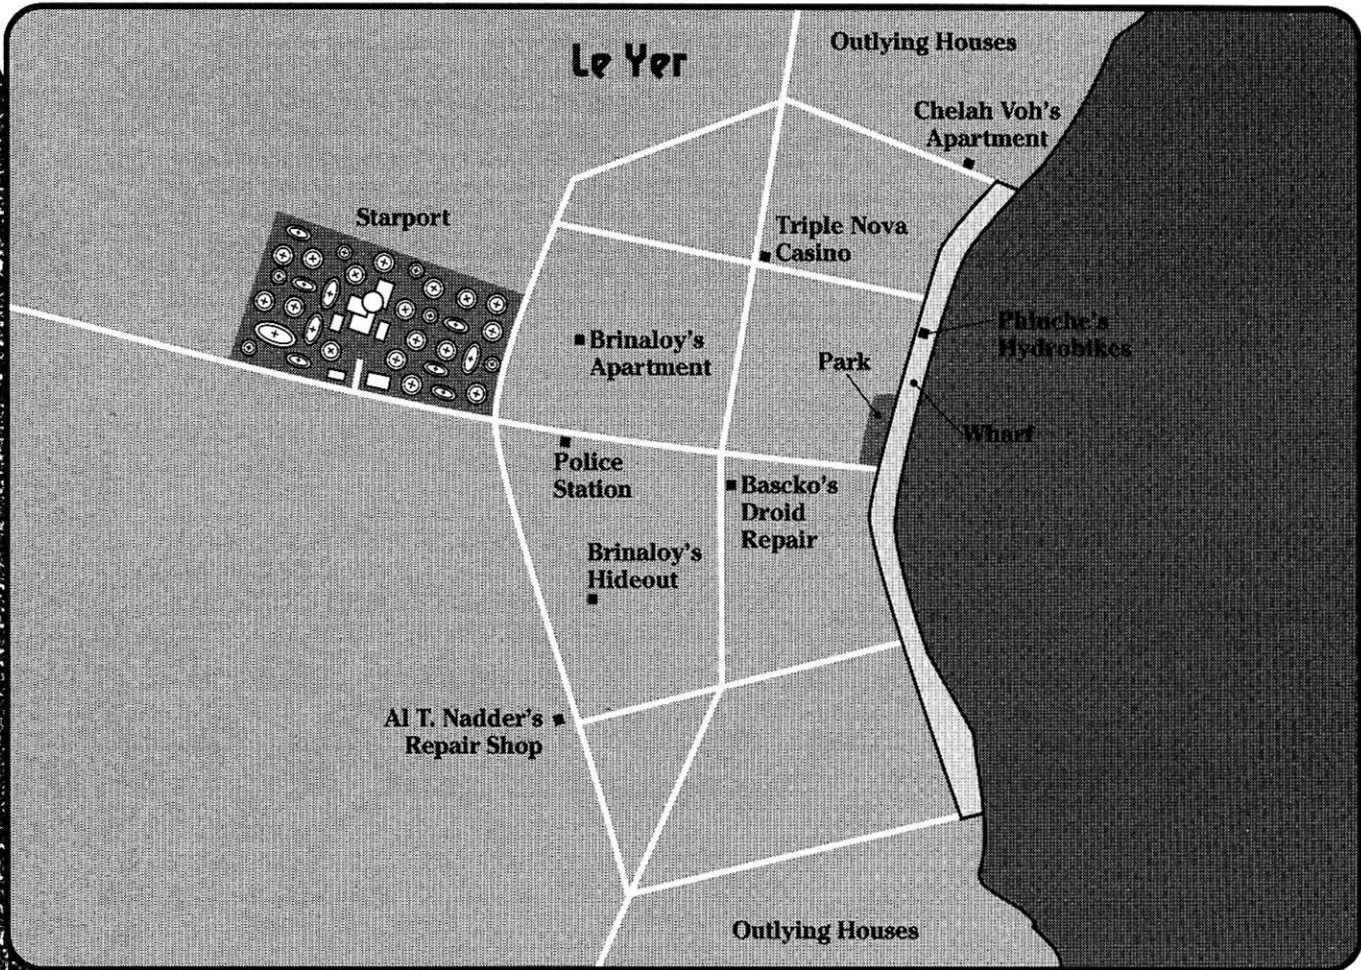 Le Yer
Outlying Houses
Chelah Voh's
Apartment
Starport
Triple Nova
Casino
Phluche's
Hydrobikes
Brinaloy's
Apartment
Park
Wharf
Police
Station
Bascko's
Droid
Repair
Brinaloy's
Hideout
Al T. Nadder's
Repair Shop
Outlying Houses